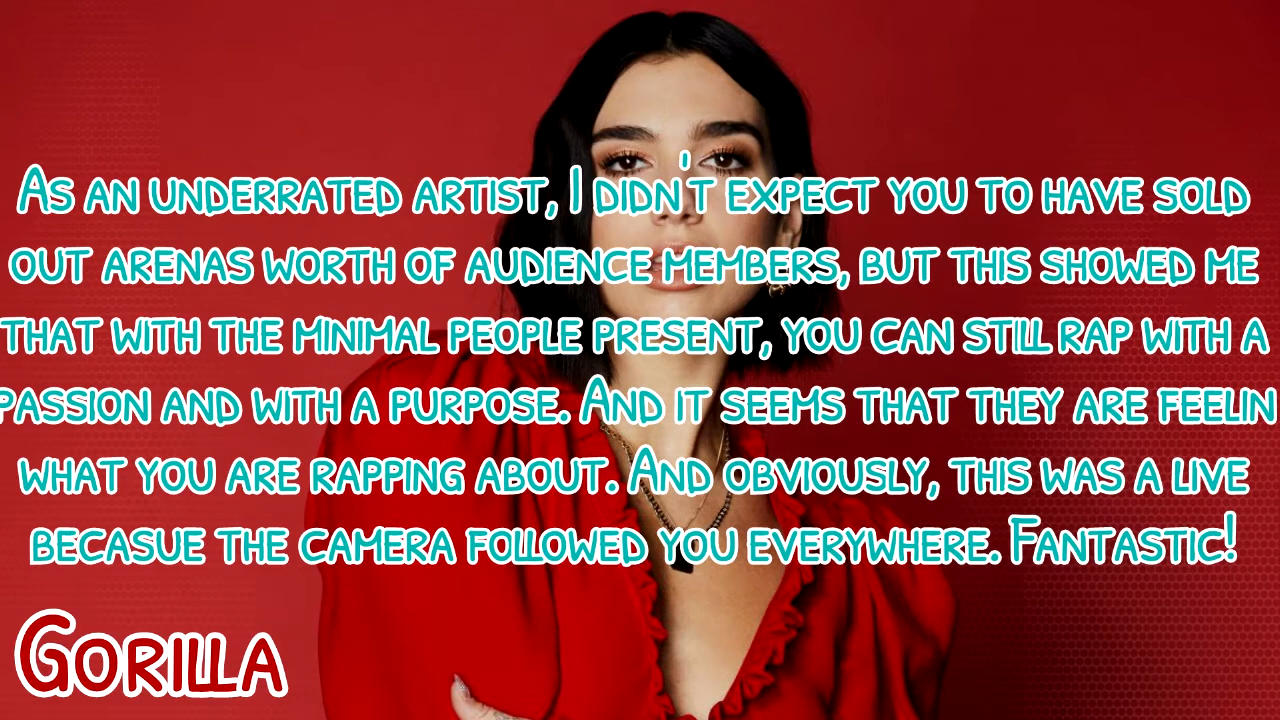 As an underrated artist, I didn't expect you to have sold
out arenas worth of audience members, but this showed me
that with the minimal people present, you can still rap with a
passion and with a purpose. And it seems that they are feelin
what you are rapping about. And obviously, this was a live
becasue the camera followed you everywhere. Fantastic!
Gorilla